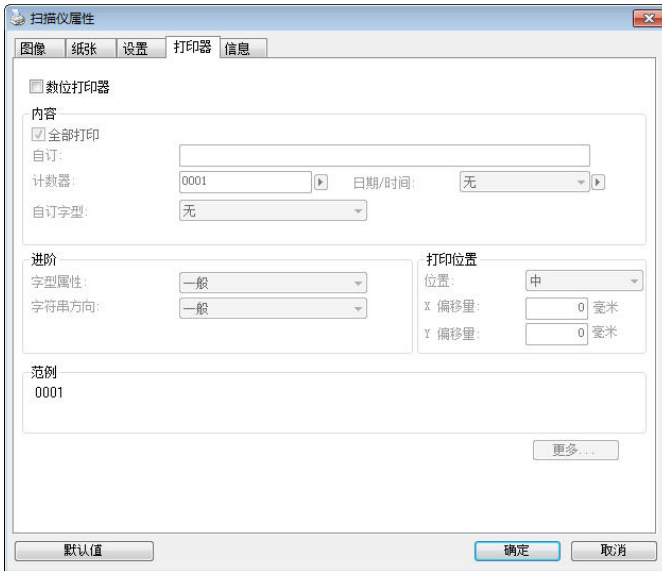 扫描仪属性
图像 纸张 设置 打印器 信息
数位打印器
内容
全部打印
自订:
计数器: 0001 日期/时间: 无
自订字型: 无
进阶 打印位置
字型属性: 一般 位置: 中
字符串方向: 一般 X 偏移量: 0 毫米
Y 偏移量: 0 毫米
范例
0001
更多...
默认值 确定 取消